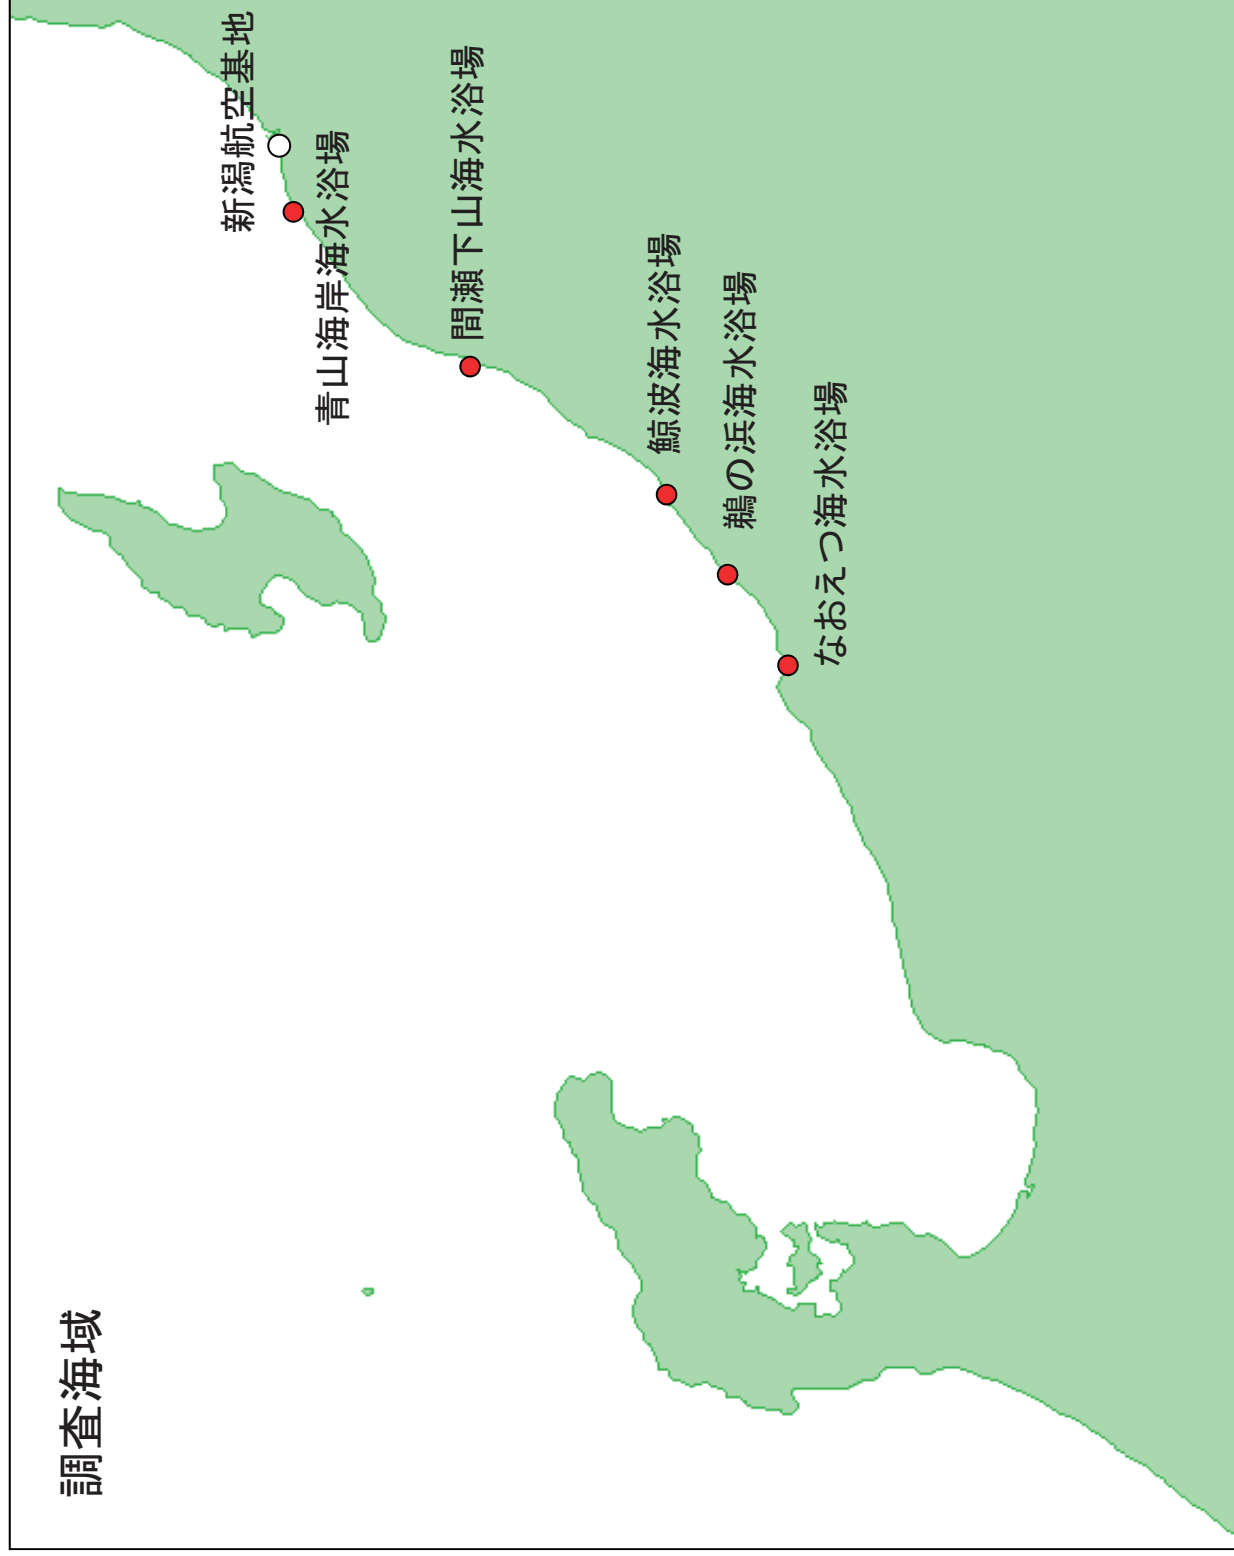 調査海域
新潟航空基地
青山海岸海水浴場
間瀬下山海水浴場
鯨波海水浴場
鵜の浜海水浴場
なおえつ海水浴場